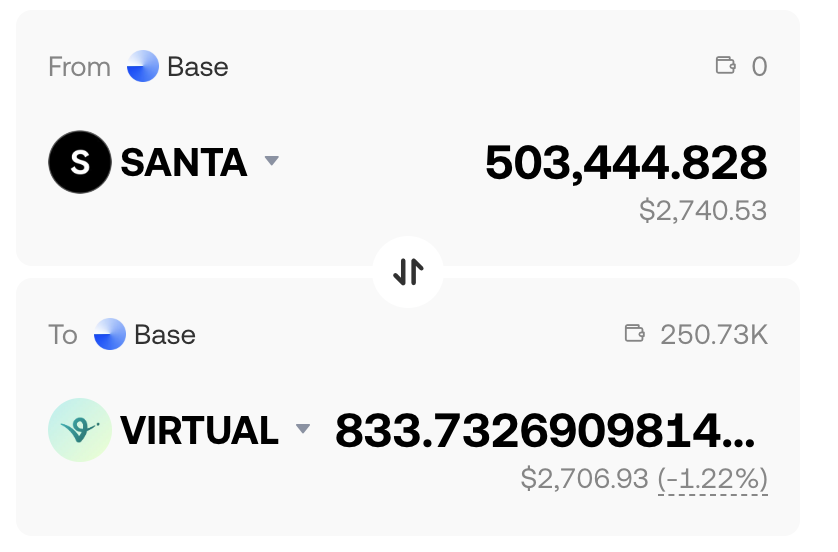 From Base 0
S SANTA 503,444.828
$2,740.53
To Base 250.73K
VIRTUAL 833.7326909814...
$2,706.93 (-1.22%)